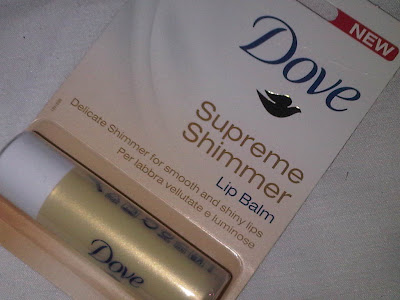 NEW
Dove
Supreme
Shimmer
Lip Balm
Delicate Shimmer for smooth and shiny lips
Per labbra vellutate e luminose
Dove